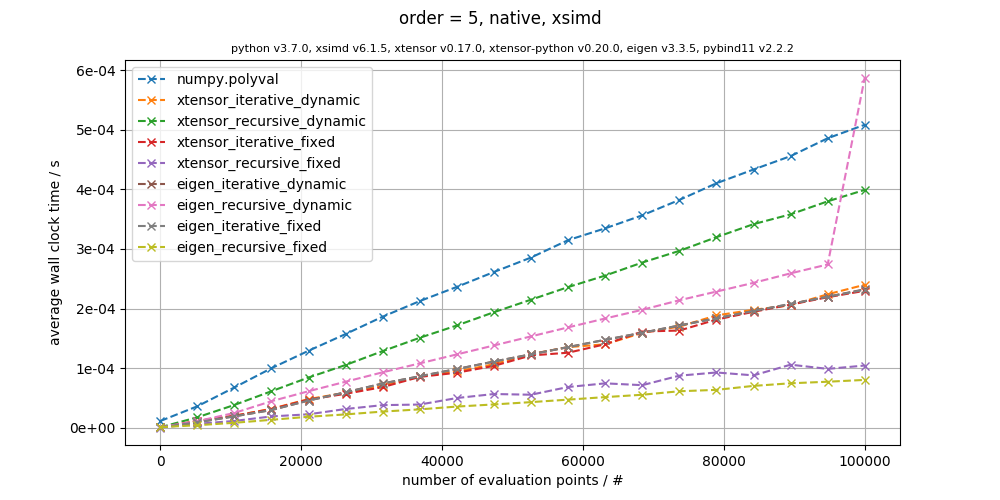 order = 5, native, xsimd
python v3.7.0, xsimd v6.1.5, xtensor v0.17.0, xtensor-python v0.20.0, eigen v3.3.5, pybind11 v2.2.2
6e-04
5e-04
4e-04
3e-04
2e-04
1e-04
0e+00
average wall clock time / s
numpy.polyval
xtensor_iterative_dynamic
xtensor_recursive_dynamic
xtensor_iterative_fixed
xtensor_recursive_fixed
eigen_iterative_dynamic
eigen_recursive_dynamic
eigen_iterative_fixed
eigen_recursive_fixed
0 20000 40000 60000 80000 100000
number of evaluation points / #